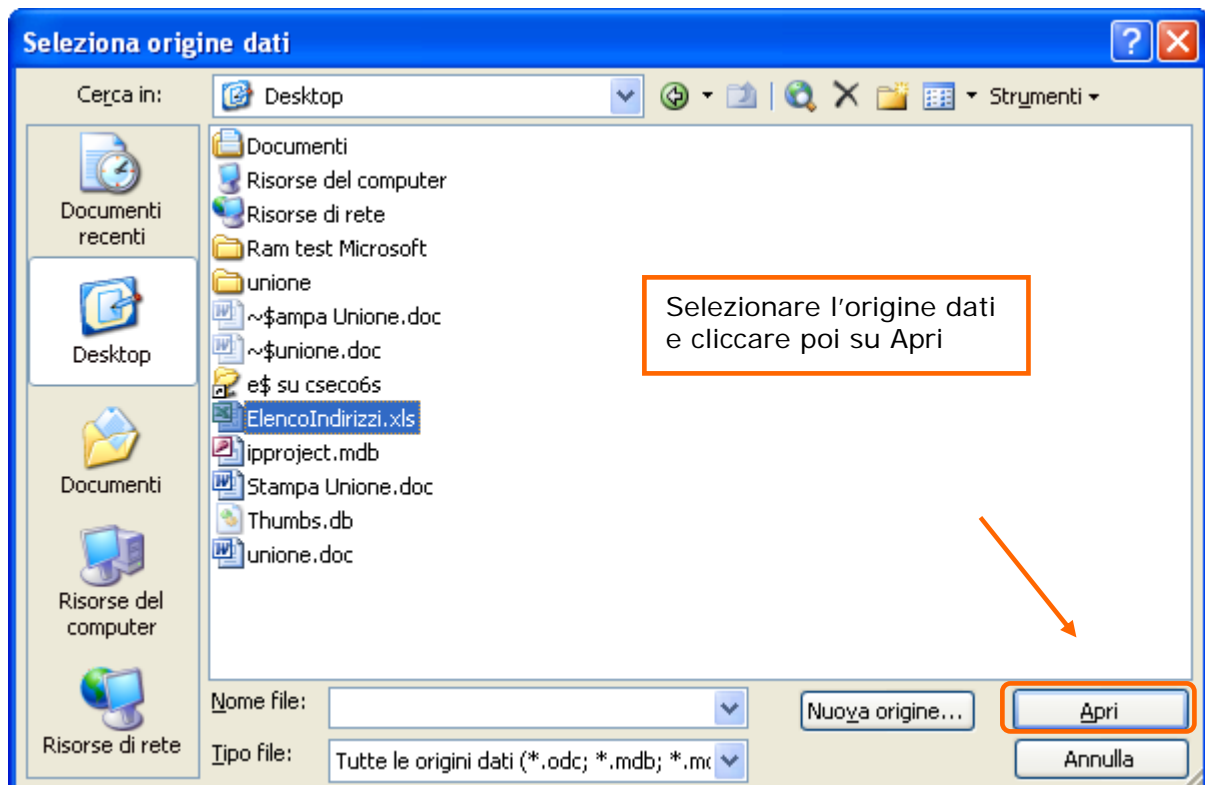 Seleziona origine dati
Cerca in:
Desktop
Strumenti
Documenti
recenti
Desktop
Documenti
Risorse del
computer
Risorse di rete
Documenti
Risorse del computer
Risorse di rete
Ram test Microsoft
unione
~$ampa Unione.doc
~$unione.doc
e$ su cseco6s
ElencoIndirizzi.xls
ipproject.mdb
Stampa Unione.doc
Thumbs.db
unione.doc
Selezionare l'origine dati
e cliccare poi su Apri
Nome file:
Nuova origine...
Apri
Tipo file:
Tutte le origini dati (*.odc; *.mdb; *.m
Annulla